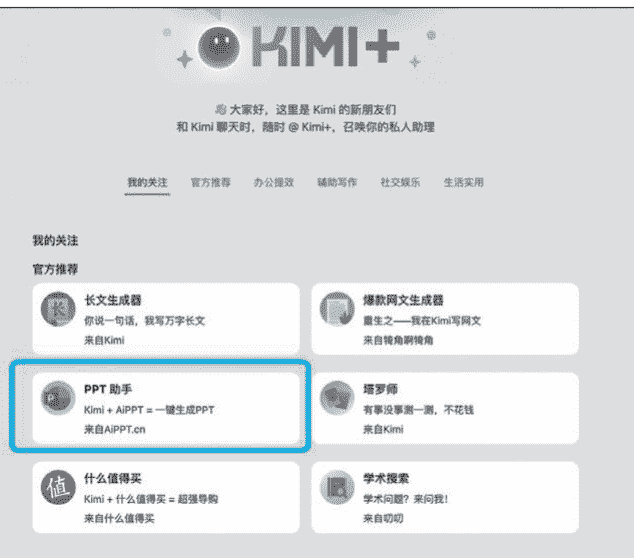 KIMI+
大家好，这里是 Kimi 的新朋友们
和 Kimi 聊天时，随时 @ Kimi+，召唤你的私人助理
我的关注 官方推荐 办公提效 辅助写作 社交娱乐 生活实用
我的关注
官方推荐
长文生成器
你说一句话，我写万字长文
来自Kimi
爆款网文生成器
重生之——我在Kimi写网文
来自犄角啊犄角
PPT 助手
Kimi + AiPPT = 一键生成PPT
来自AiPPT.cn
塔罗师
有事没事测一测，不花钱
来自Kimi
什么值得买
Kimi + 什么值得买 = 超强导购
来自什么值得买
学术搜索
学术问题？来问我！
来自叨叨